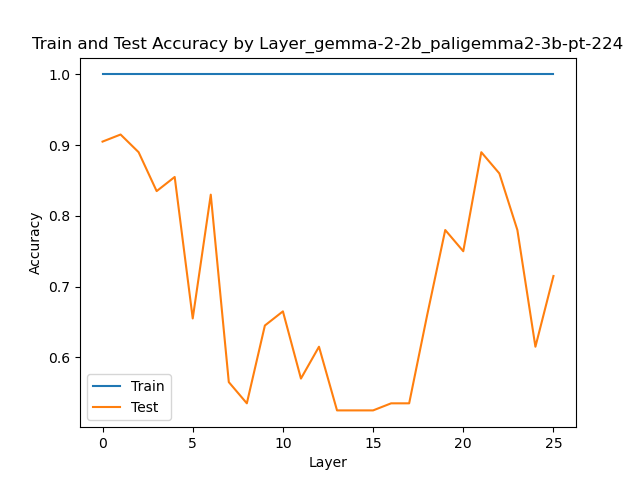 Train and Test Accuracy by Layer_gemma-2-2b_paligemma2-3b-pt-224
1.0
0.9
0.8
0.7
0.6
Accuracy
Train
Test
0 5 10 15 20 25
Layer